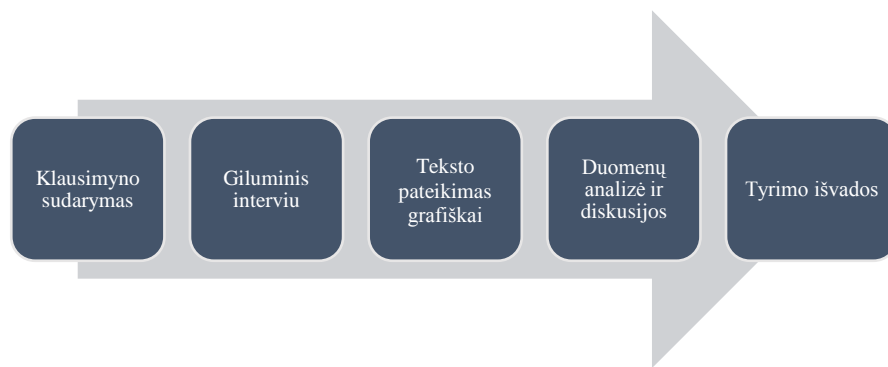 Klausimyno
sudarymas
Giluminis
interviu
Teksto
pateikimas
grafiškai
Duomenų
analizė ir
diskusijos
Tyrimo išvados